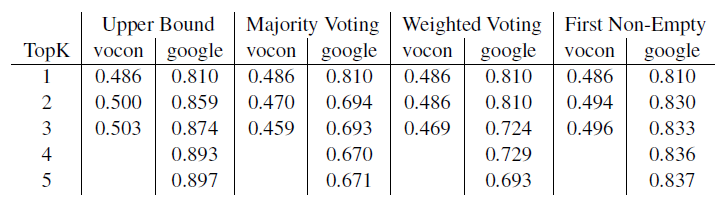 Upper Bound Majority Voting Weighted Voting First Non-Empty
TopK vocon google vocon google vocon google vocon google
1 0.486 0.810 0.486 0.810 0.486 0.810 0.486 0.810
2 0.500 0.859 0.470 0.694 0.486 0.810 0.494 0.830
3 0.503 0.874 0.459 0.693 0.469 0.724 0.496 0.833
4 0.893 0.670 0.729 0.836
5 0.897 0.671 0.693 0.837